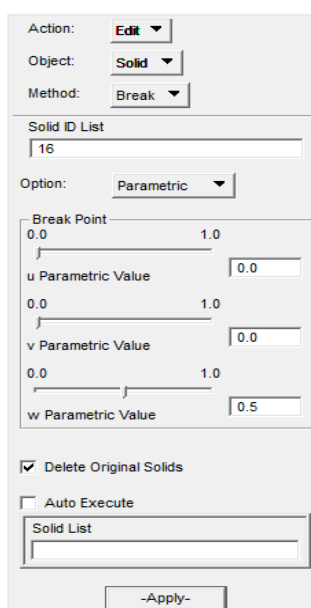 Action: Edit
Object: Solid
Method: Break
Solid ID List
16
Option: Parametric
Break Point
0.0 1.0
u Parametric Value 0.0
0.0 1.0
v Parametric Value 0.0
0.0 1.0
w Parametric Value 0.5
Delete Original Solids
Auto Execute
Solid List
-Apply-